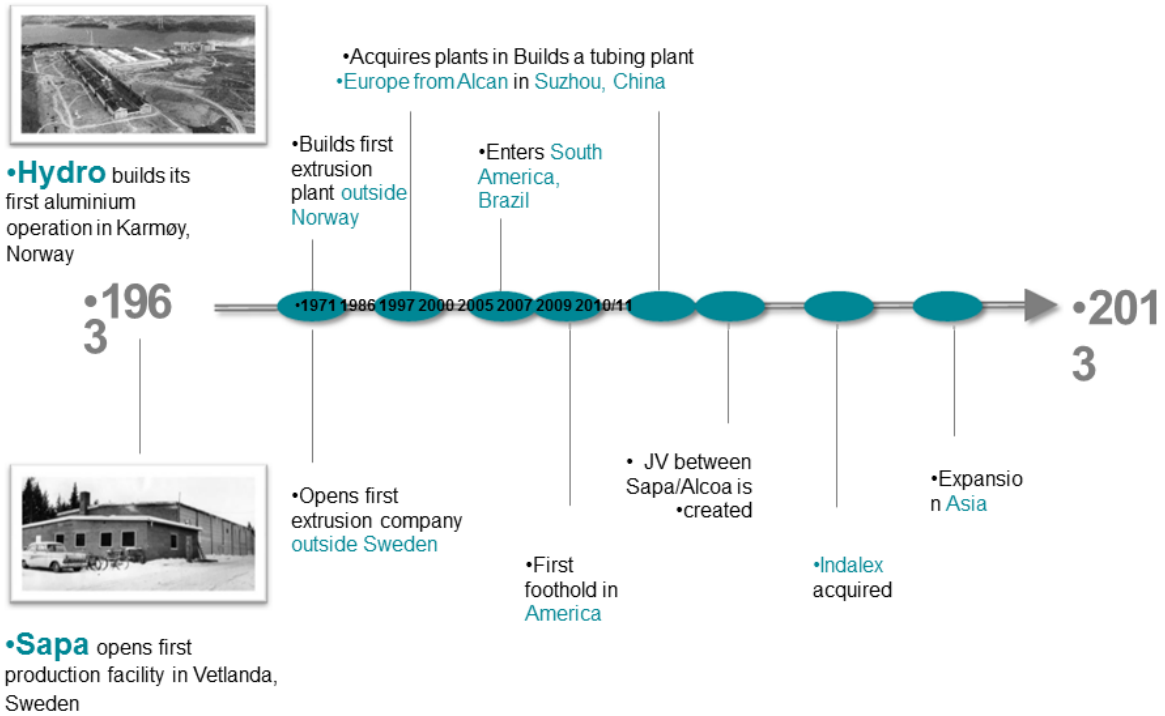 •Acquires plants in Builds a tubing plant
•Europe from Alcan in Suzhou, China
•Hydro builds its
first aluminium
operation in Karmøy,
Norway
•Builds first
extrusion
plant outside
Norway
•Enters South
America,
Brazil
•196
3
•1971 1986 1997 2000 2005 2007 2009 2010/11
•201
3
•Opens first
extrusion company
outside Sweden
•First
foothold in
America
• JV between
Sapa/Alcoa is
•created
•Indalex
acquired
•Expansio
n Asia
•Sapa opens first
production facility in Vetlanda,
Sweden